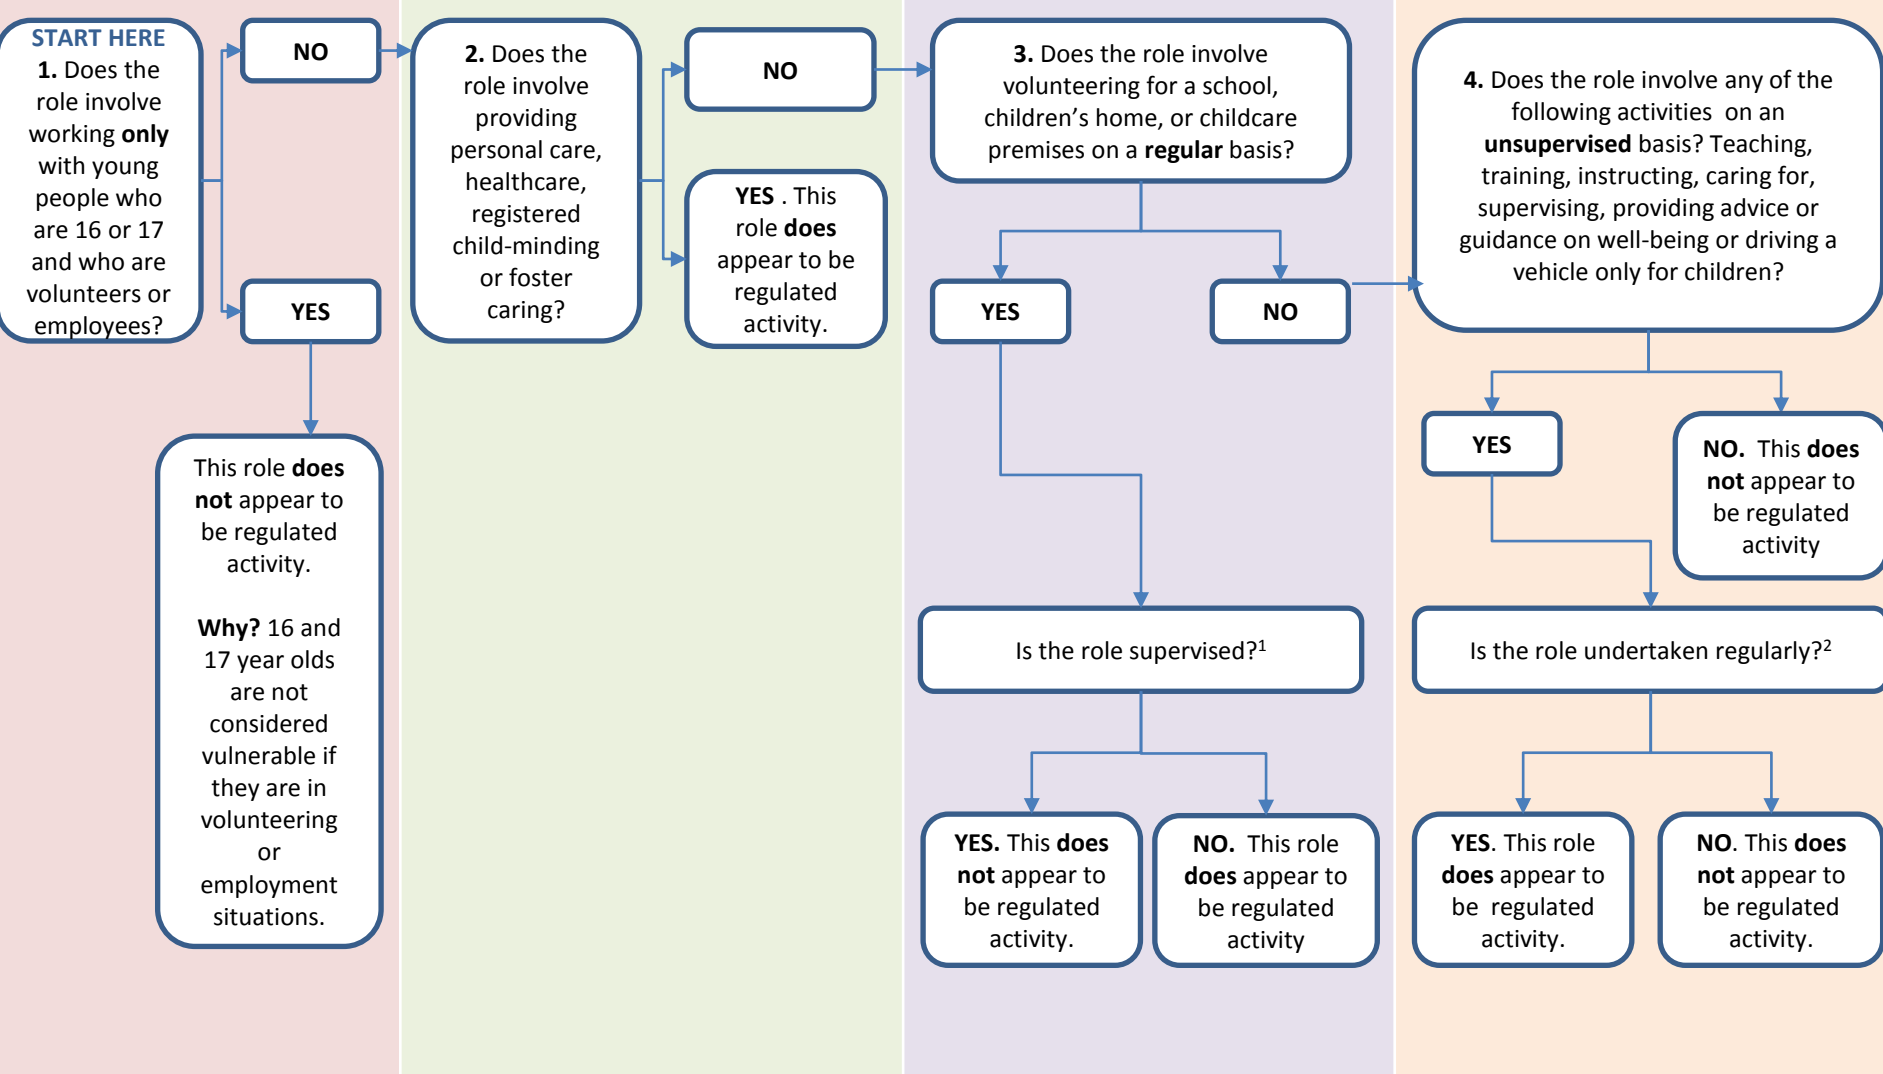 START HERE
1. Does the
role involve
working only
with young
people who
are 16 or 17
and who are
volunteers or
employees?
NO
YES
This role does
not appear to
be regulated
activity.
Why? 16 and
17 year olds
are not
considered
vulnerable if
they are in
volunteering
or
employment
situations.
2. Does the
role involve
providing
personal care,
healthcare,
registered
child-minding
or foster
caring?
NO
YES . This
role does
appear to be
regulated
activity.
3. Does the role involve
volunteering for a school,
children’s home, or childcare
premises on a regular basis?
YES
NO
Is the role supervised?1
YES. This does
not appear to
be regulated
activity.
NO. This role
does appear to
be regulated
activity
4. Does the role involve any of the
following activities on an
unsupervised basis? Teaching,
training, instructing, caring for,
supervising, providing advice or
guidance on well-being or driving a
vehicle only for children?
YES
NO. This does
not appear to
be regulated
activity
Is the role undertaken regularly?2
YES. This role
does appear to
be regulated
activity.
NO. This does
not appear to
be regulated
activity.